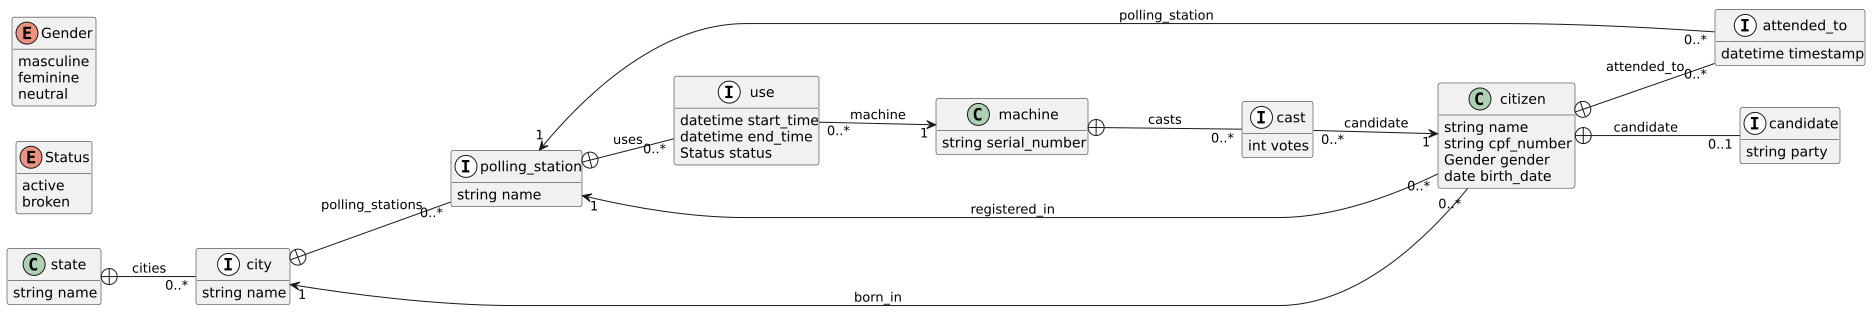 E Gender
masculine
feminine
neutral
E Status
active
broken
C state
string name
cities
0..*
I city
string name
polling_stations
0..*
1
born_in
0..*
I polling_station
string name
1
uses
0..*
1
registered_in
0..*
I use
datetime start_time
datetime end_time
Status status
0..*
machine
1
C machine
string serial_number
casts
0..*
I cast
int votes
0..*
candidate
1
C citizen
string name
string cpf_number
Gender gender
date birth_date
attended_to
0..*
candidate
0..1
polling_station
0..*
I attended_to
datetime timestamp
I candidate
string party